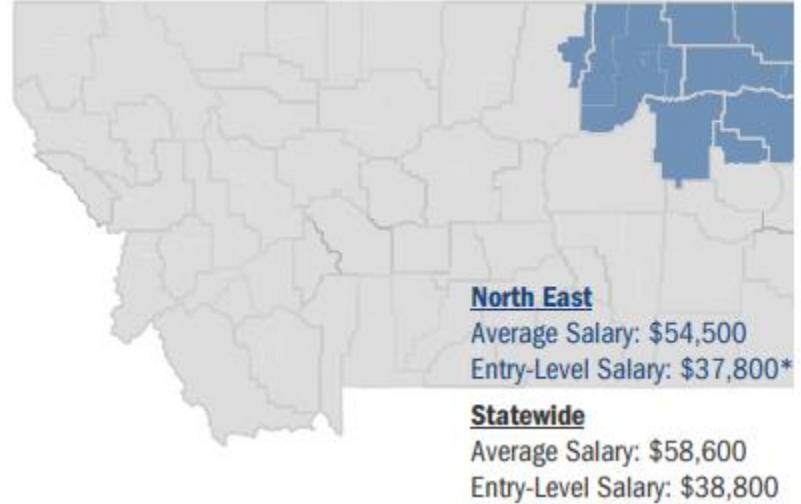 North East
Average Salary: $54,500
Entry-Level Salary: $37,800*
Statewide
Average Salary: $58,600
Entry-Level Salary: $38,800